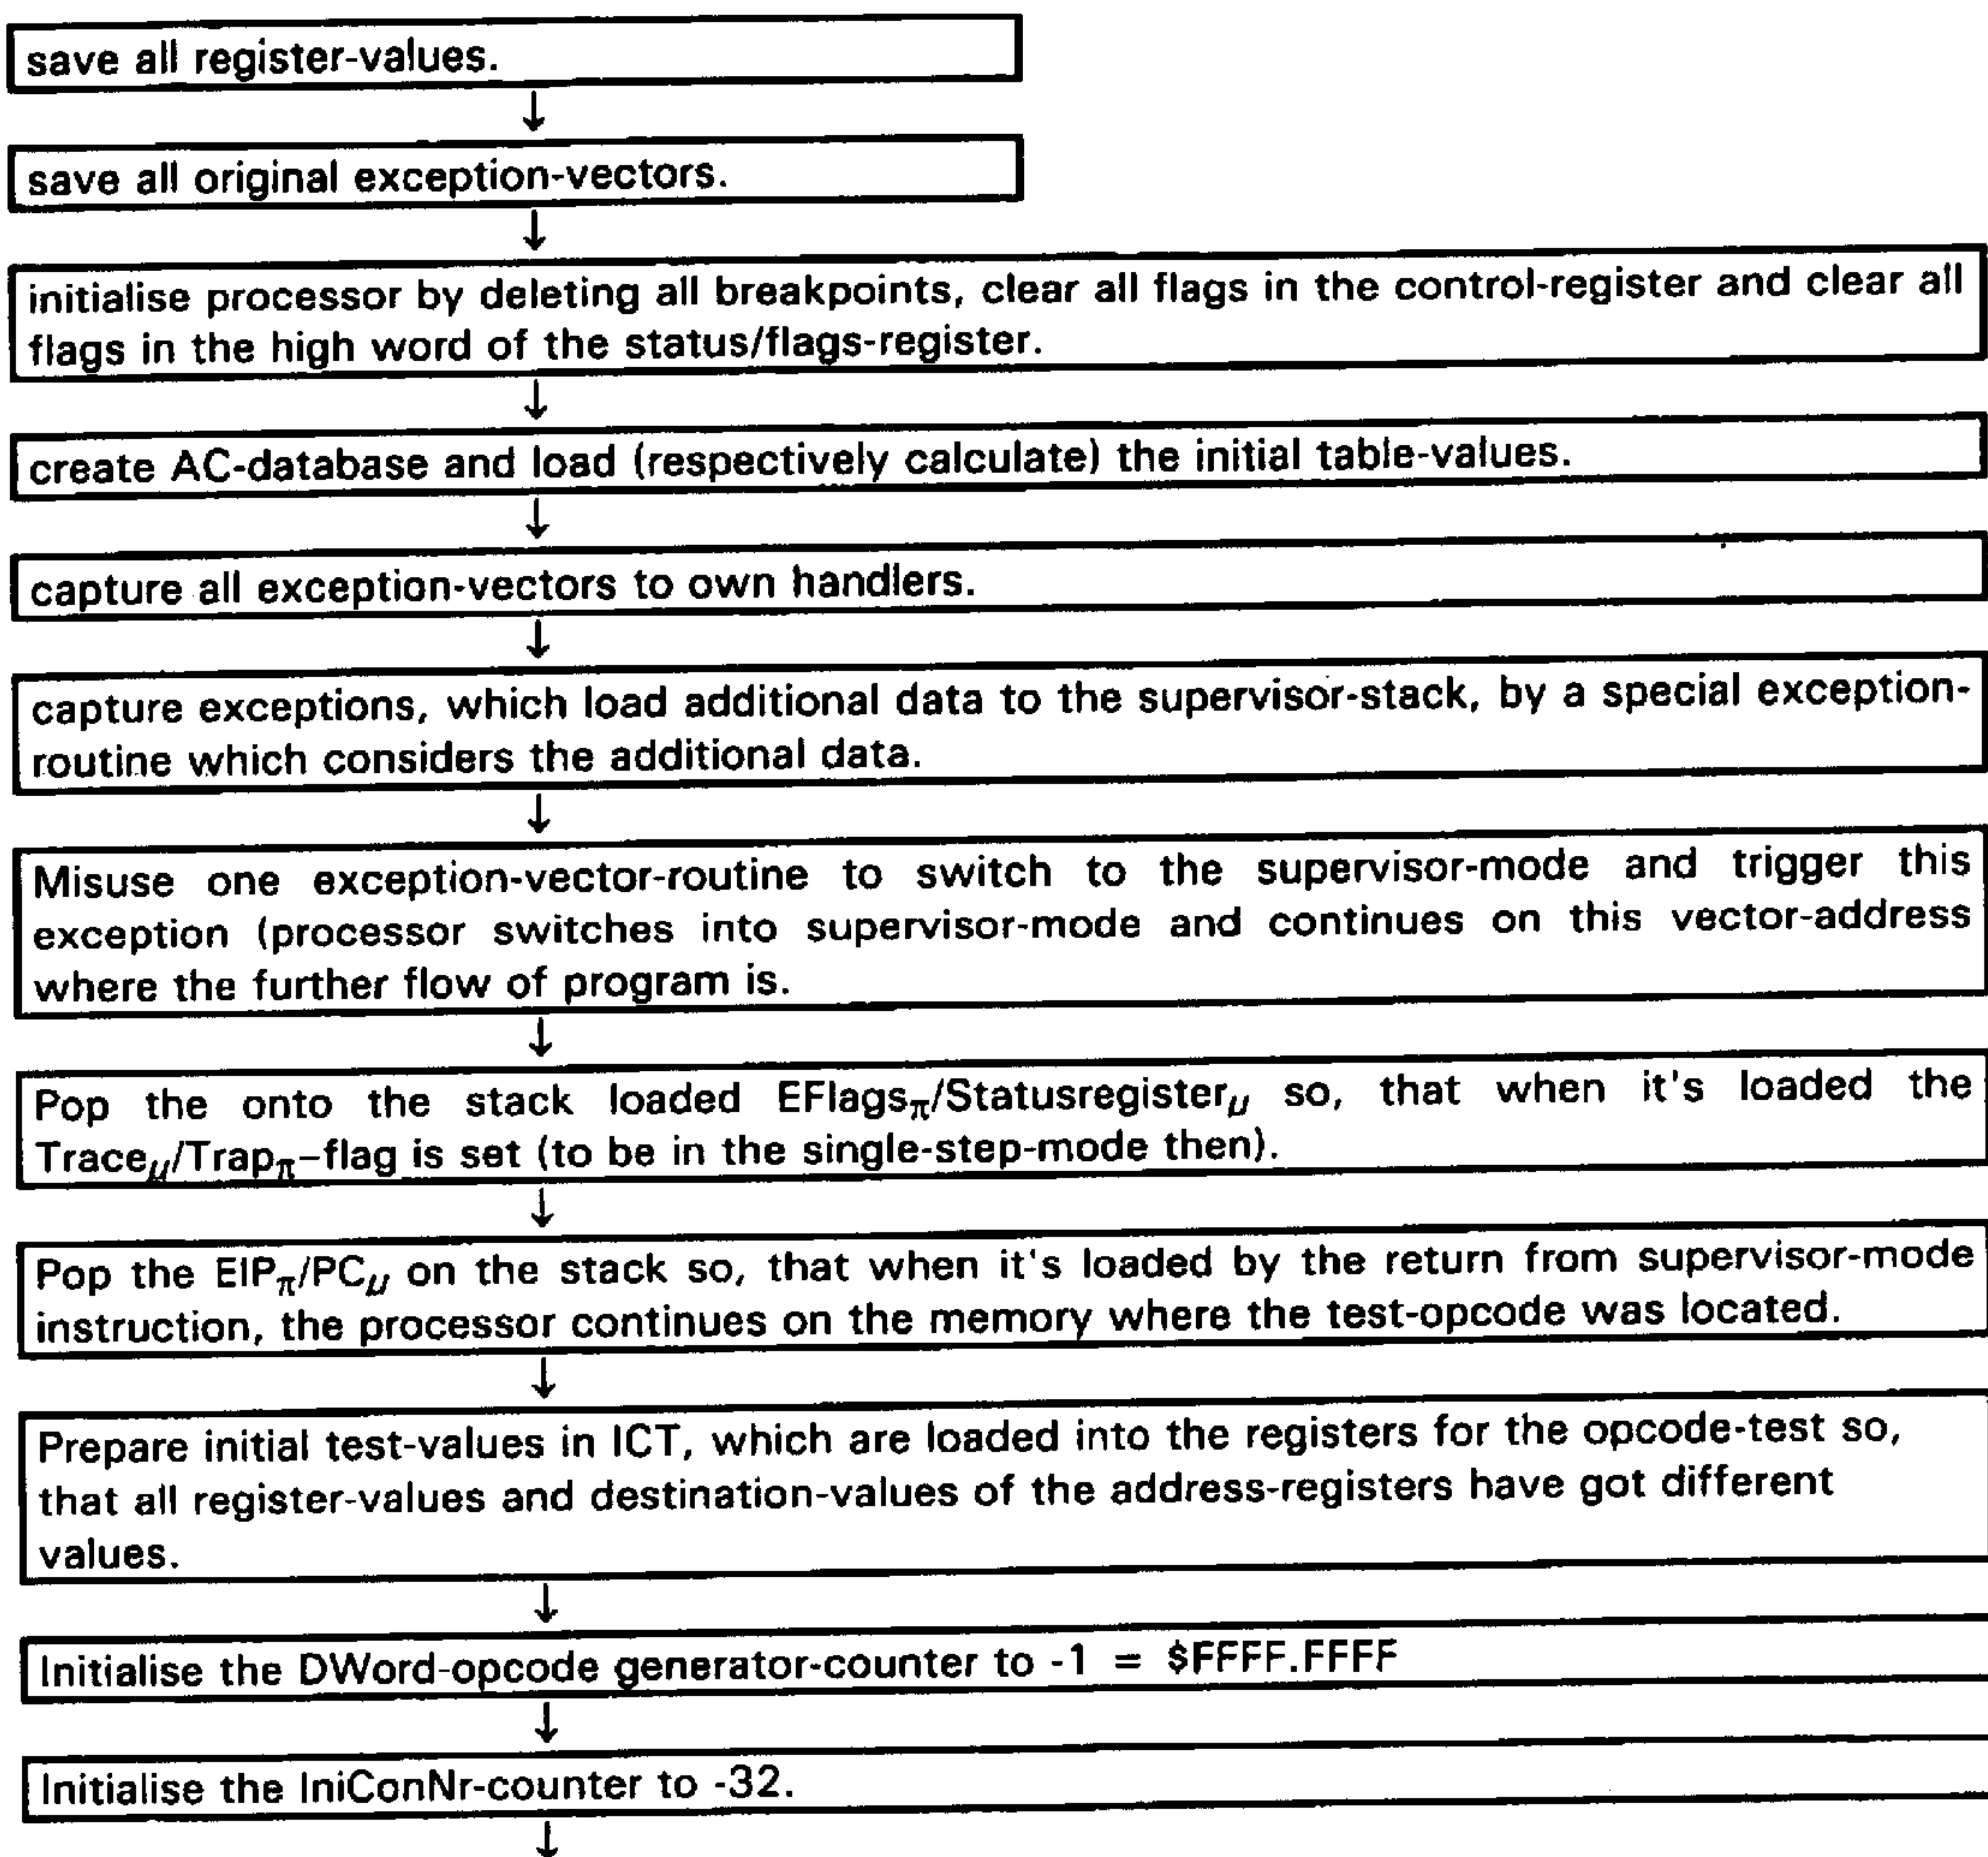 save all register-values.
save all original exception-vectors.
initialise processor by deleting all breakpoints, clear all flags in the control-register and clear all
flags in the high word of the status/flags-register.
create AC-database and load (respectively calculate) the initial table-values.
capture all exception-vectors to own handlers.
capture exceptions, which load additional data to the supervisor-stack, by a special exception-
routine which considers the additional data.
Misuse one exception-vector-routine to switch to the supervisor-mode and trigger this
exception (processor switches into supervisor-mode and continues on this vector-address
where the further flow of program is.
Pop the onto the stack loaded EFlagsπ/Statusregisterμ so, that when it's loaded the
Traceμ/Trapπ–flag is set (to be in the single-step-mode then).
Pop the EIPπ/PCμ on the stack so, that when it's loaded by the return from supervisor-mode
instruction, the processor continues on the memory where the test-opcode was located.
Prepare initial test-values in ICT, which are loaded into the registers for the opcode-test so,
that all register-values and destination-values of the address-registers have got different
values.
Initialise the DWord-opcode generator-counter to -1 = $FFFF.FFFF
Initialise the IniConNr-counter to -32.